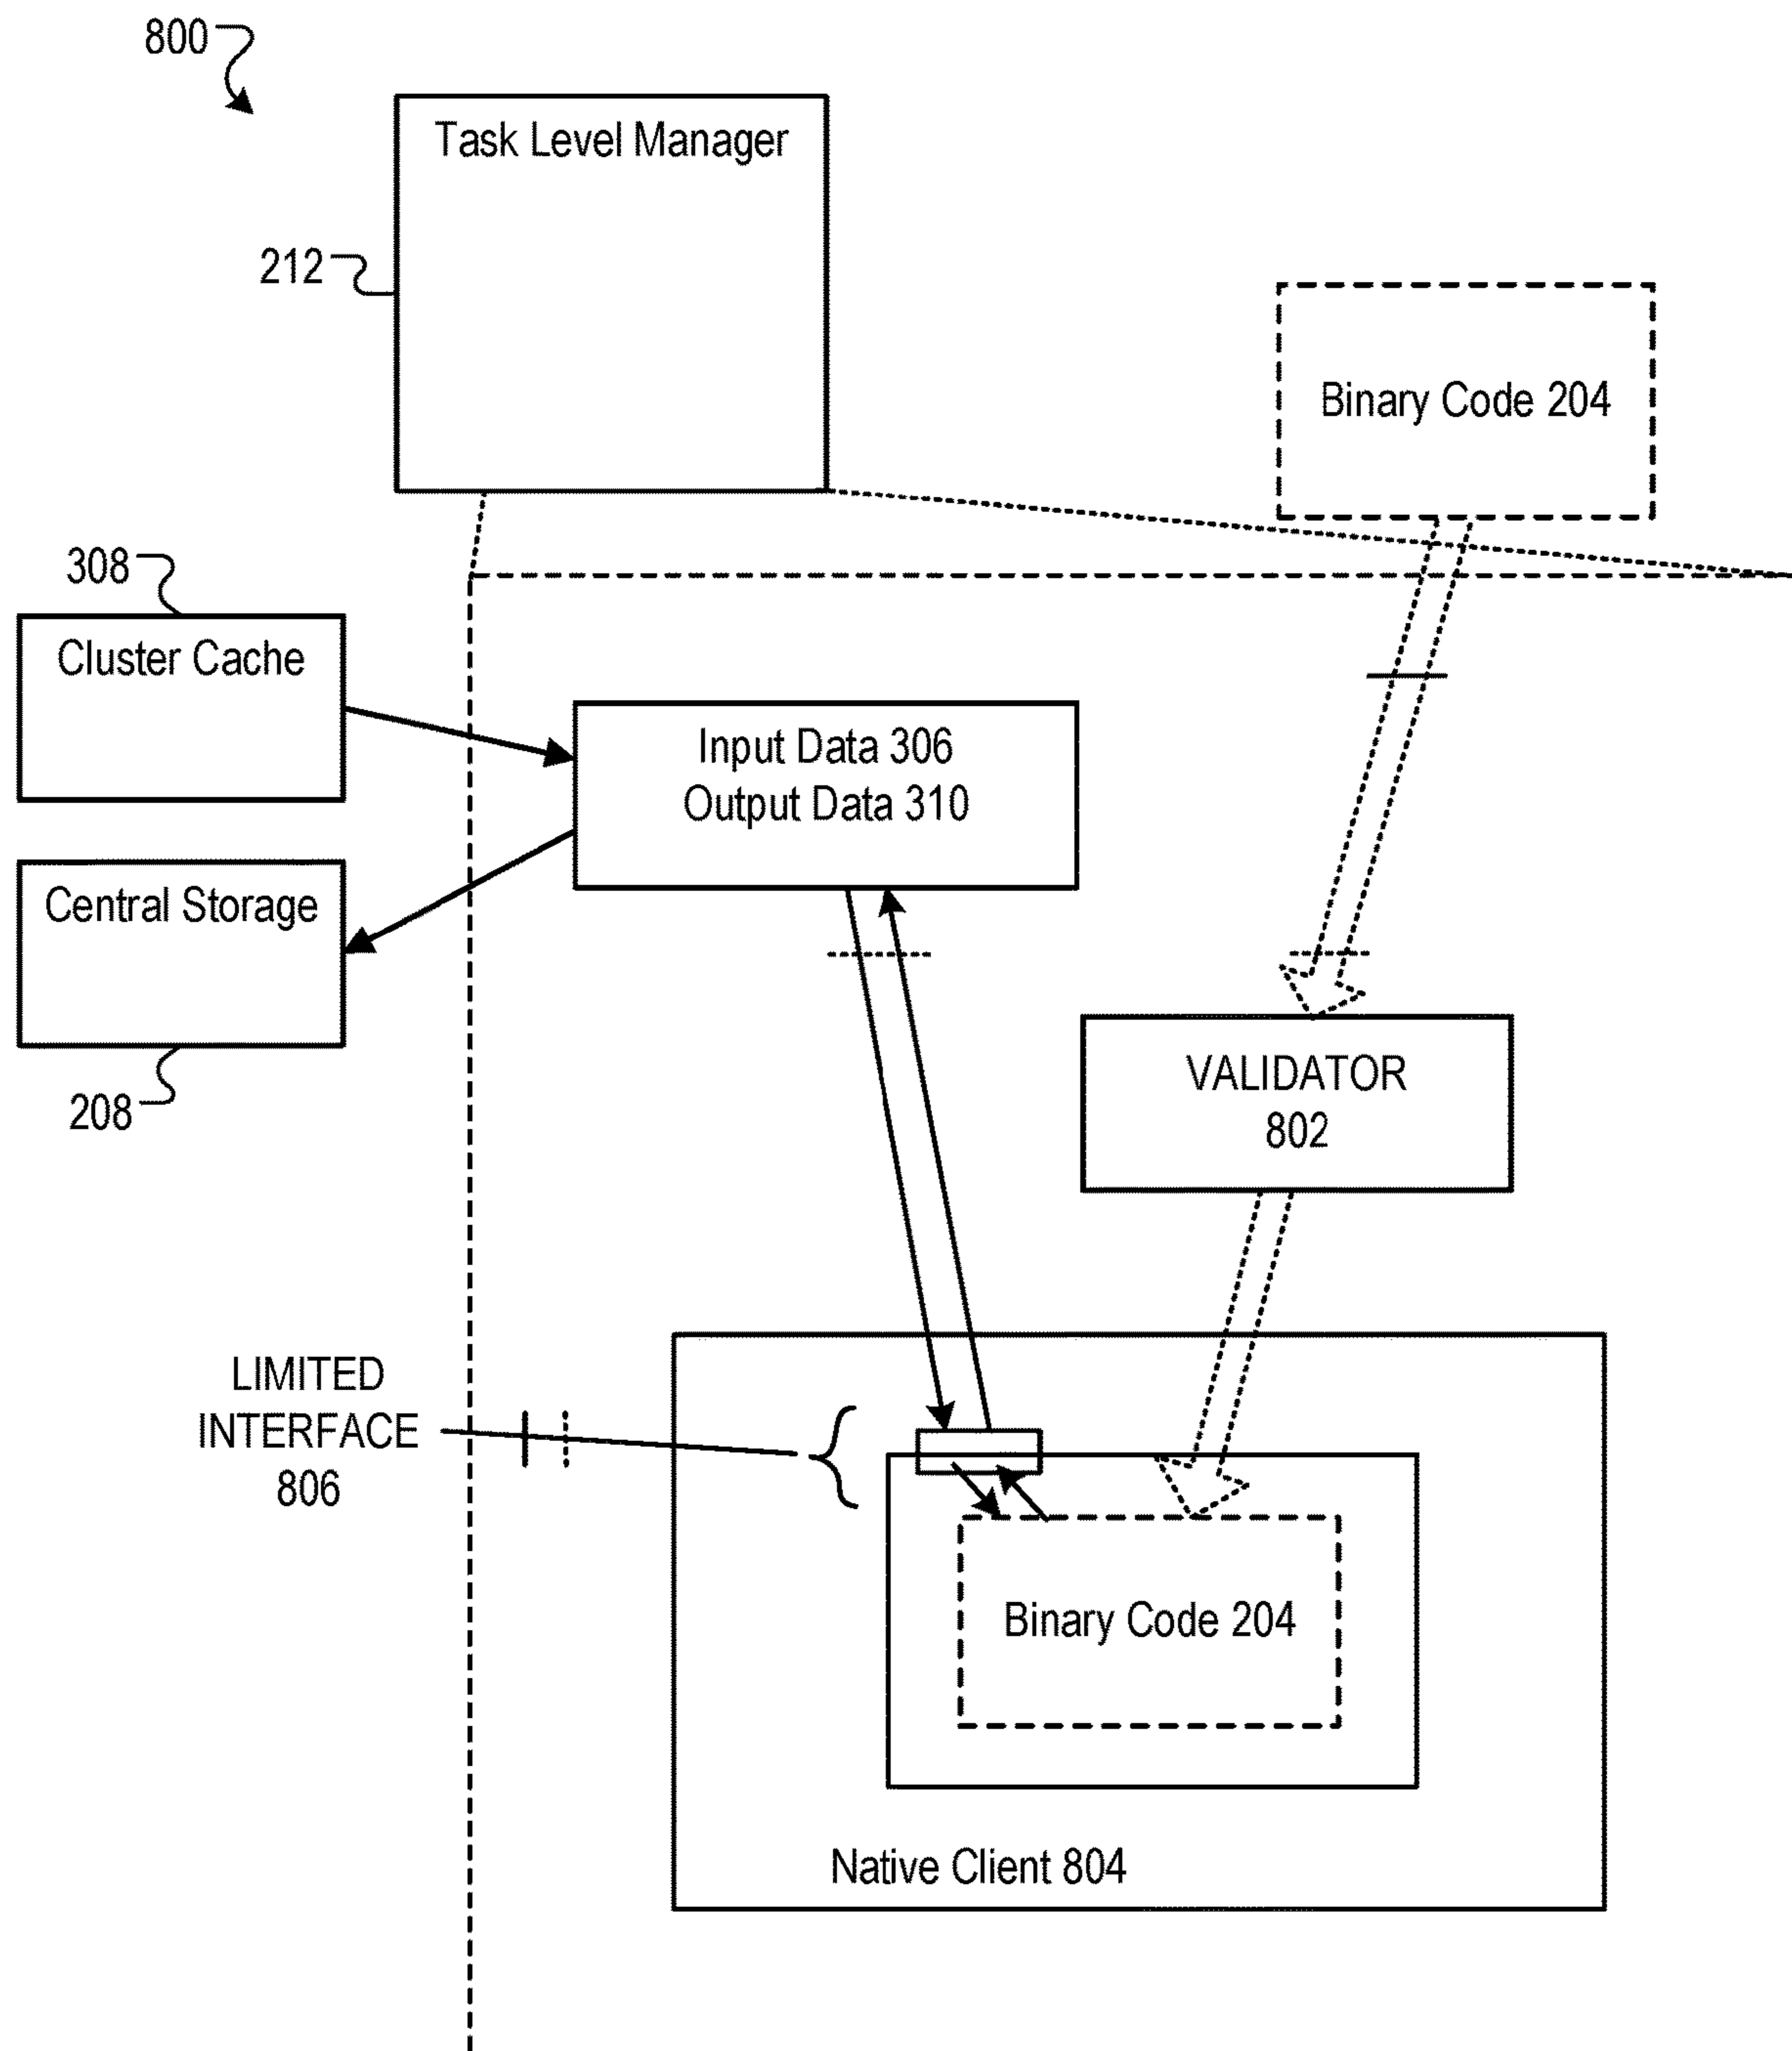 800
Task Level Manager
212
Binary Code 204
308
Cluster Cache
Input Data 306
Output Data 310
Central Storage
208
VALIDATOR
802
LIMITED
INTERFACE
806
Binary Code 204
Native Client 804